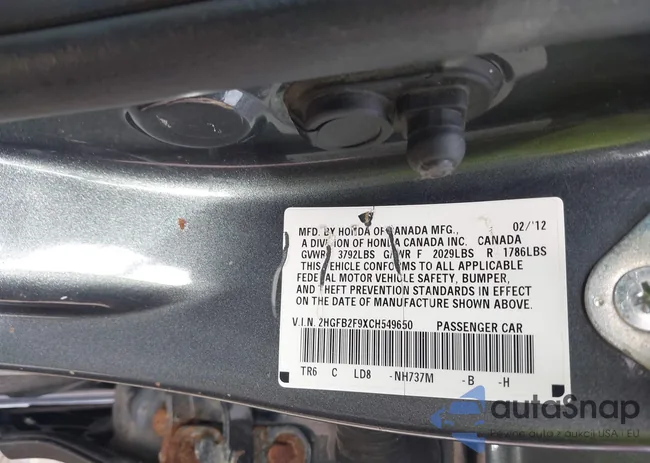 MFD. BY HONDA OF CANADA MFG., 02/'12
A DIVISION OF HONDA CANADA INC. CANADA
GVWR 3792LBS GAWR F 2029LBS R 1786LBS
THIS VEHICLE CONFORMS TO ALL APPLICABLE
FEDERAL MOTOR VEHICLE SAFETY, BUMPER,
AND THEFT PREVENTION STANDARDS IN EFFECT
ON THE DATE OF MANUFACTURE SHOWN ABOVE.
V.I.N. 2HGFB2F9XCH549650 PASSENGER CAR
TR6 C LD8 -NH737M -B -H
autoSnap
USA I EU